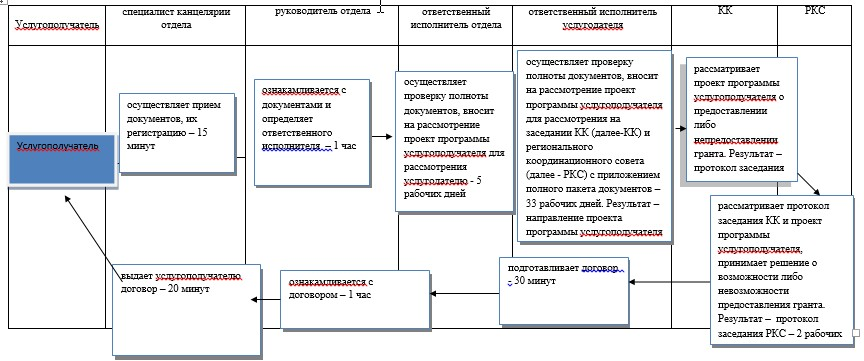 Услугополучатель
специалист канцелярии
отдела
руководитель отдела
ответственный
исполнитель отдела
ответственный исполнитель
услугодателя
КК
РКС
Услугополучатель
осуществляет прием
документов, их
регистрацию – 15
минут
ознакамливается с
документами и
определяет
ответственного
исполнителя – 1 час
осуществляет
проверку полноты
документов, вносит
на рассмотрение
проект программы
услугополучателя для
рассмотрения
услугодателю - 5
рабочих дней
осуществляет проверку
полноты документов, вносит
на рассмотрение проект
программы услугополучателя
для рассмотрения на
заседании КК (далее-КК) и
регионального
координационного совета
(далее - РКС) с приложением
полного пакета документов –
33 рабочих дней. Результат –
направление проекта
программы услугополучателя
рассматривает
проект программы
услугополучателя о
предоставлении
либо
непредоставлении
гранта. Результат –
протокол заседания
рассматривает протокол
заседания КК и проект
программы
услугополучателя,
принимает решение о
возможности либо
невозможности
предоставления гранта.
Результат – протокол
заседания РКС – 2 рабочих
подготавливает договор
- 30 минут
ознакамливается с
договором – 1 час
выдает услугополучателю
договор – 20 минут